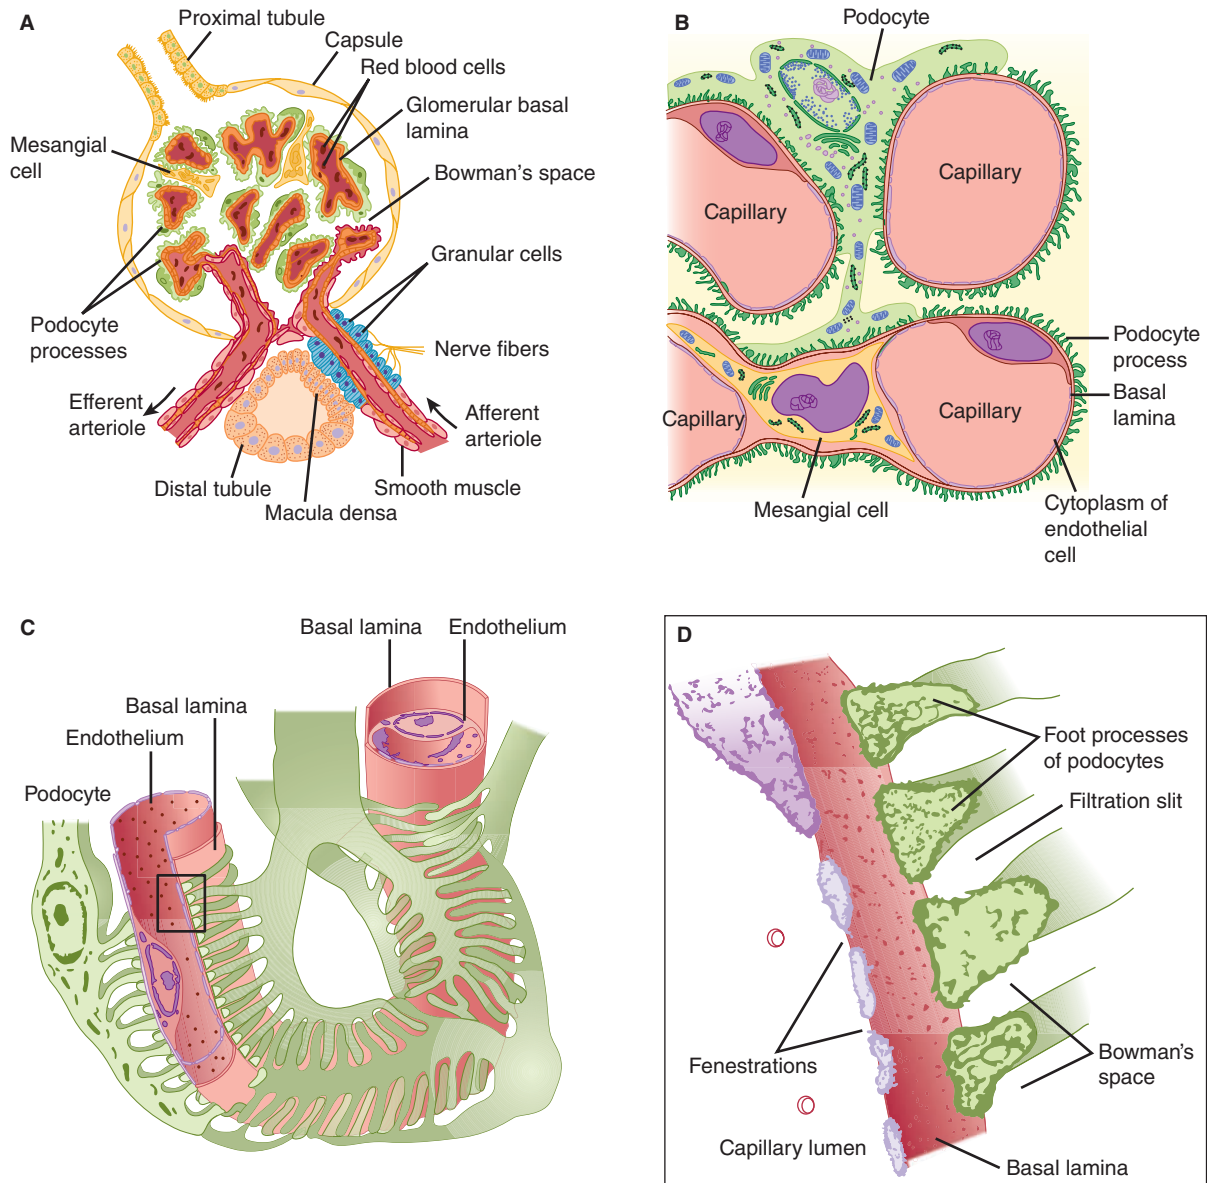 A
Proximal tubule
Capsule
Red blood cells
Glomerular basal
lamina
Mesangial
cell
Bowman's space
Granular cells
Podocyte
processes
Nerve fibers
Efferent
arteriole
Afferent
arteriole
Distal tubule
Smooth muscle
Macula densa
B
Podocyte
Capillary
Capillary
Podocyte
process
Basal
lamina
Capillary
Capillary
Mesangial cell
Cytoplasm of
endothelial
cell
C
Basal lamina
Endothelium
Basal lamina
Endothelium
Podocyte
D
Foot processes
of podocytes
Filtration slit
Fenestrations
Bowman's
space
Capillary lumen
Basal lamina